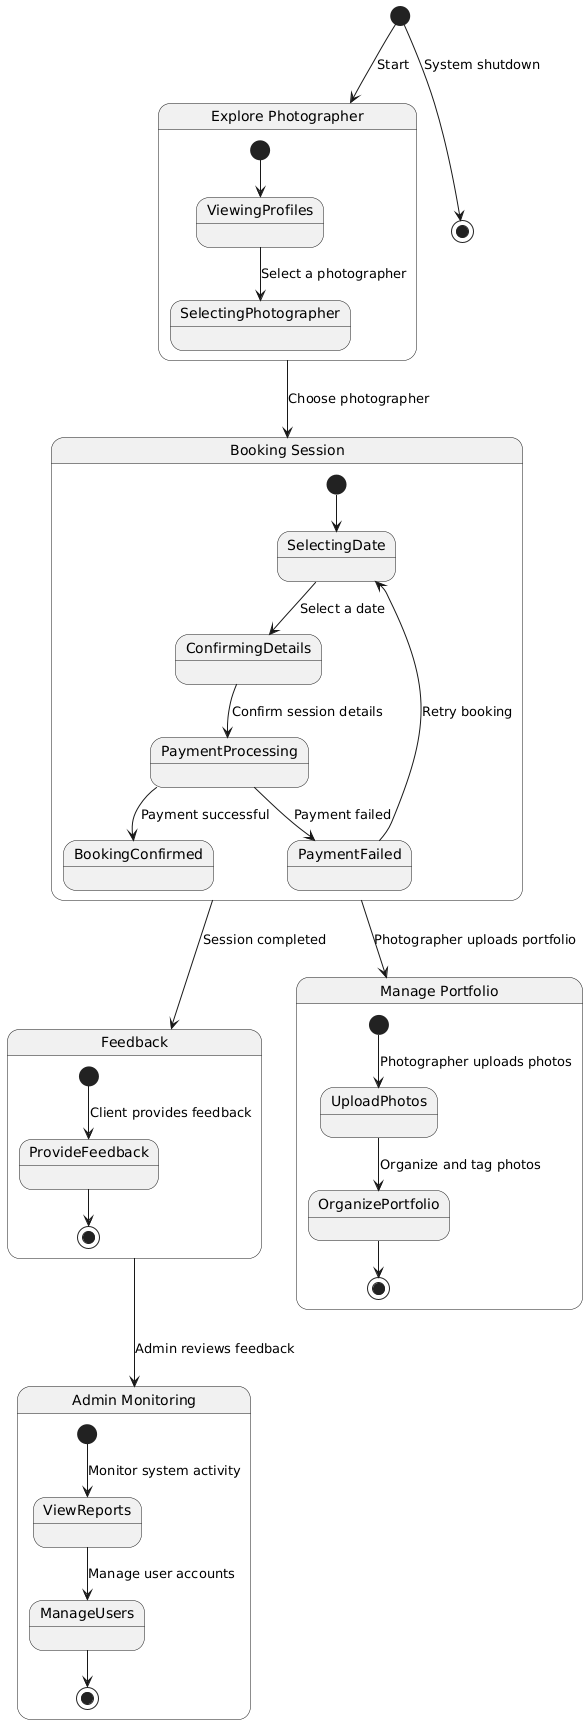 Start
System shutdown
Explore Photographer
ViewingProfiles
Select a photographer
SelectingPhotographer
Choose photographer
Booking Session
SelectingDate
Select a date
ConfirmingDetails
Confirm session details
Retry booking
PaymentProcessing
Payment successful
Payment failed
BookingConfirmed
PaymentFailed
Session completed
Photographer uploads portfolio
Manage Portfolio
Photographer uploads photos
UploadPhotos
Organize and tag photos
OrganizePortfolio
Feedback
Client provides feedback
ProvideFeedback
Admin reviews feedback
Admin Monitoring
Monitor system activity
ViewReports
Manage user accounts
ManageUsers